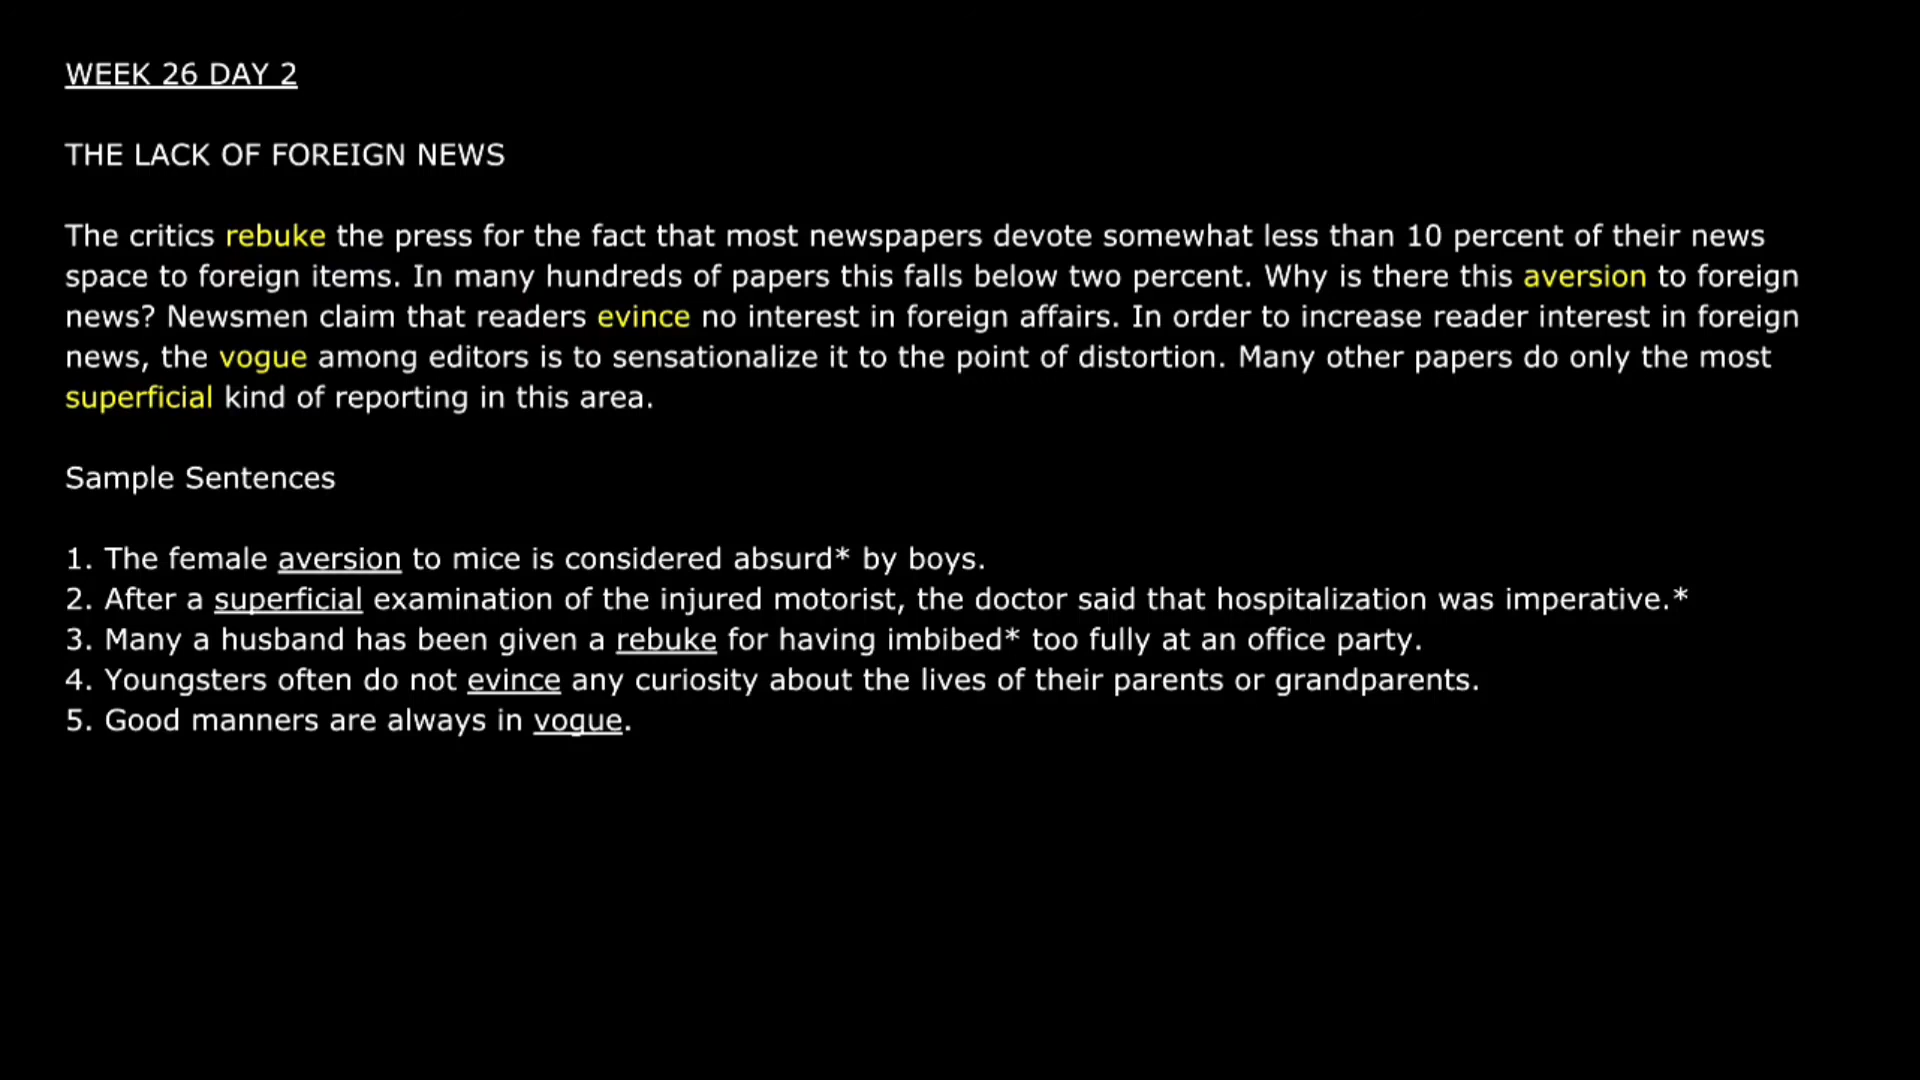 WEEK 26 DAY 2
THE LACK OF FOREIGN NEWS
The critics rebuke the press for the fact that most newspapers devote somewhat less than 10 percent of their news
space to foreign items. In many hundreds of papers this falls below two percent. Why is there this aversion to foreign
news? Newsmen claim that readers evince no interest in foreign affairs. In order to increase reader interest in foreign
news, the vogue among editors is to sensationalize it to the point of distortion. Many other papers do only the most
superficial kind of reporting in this area.
Sample Sentences
1. The female aversion to mice is considered absurd* by boys.
2. After a superficial examination of the injured motorist, the doctor said that hospitalization was imperative.*
3. Many a husband has been given a rebuke for having imbibed* too fully at an office party.
4. Youngsters often do not evince any curiosity about the lives of their parents or grandparents.
5. Good manners are always in vogue.